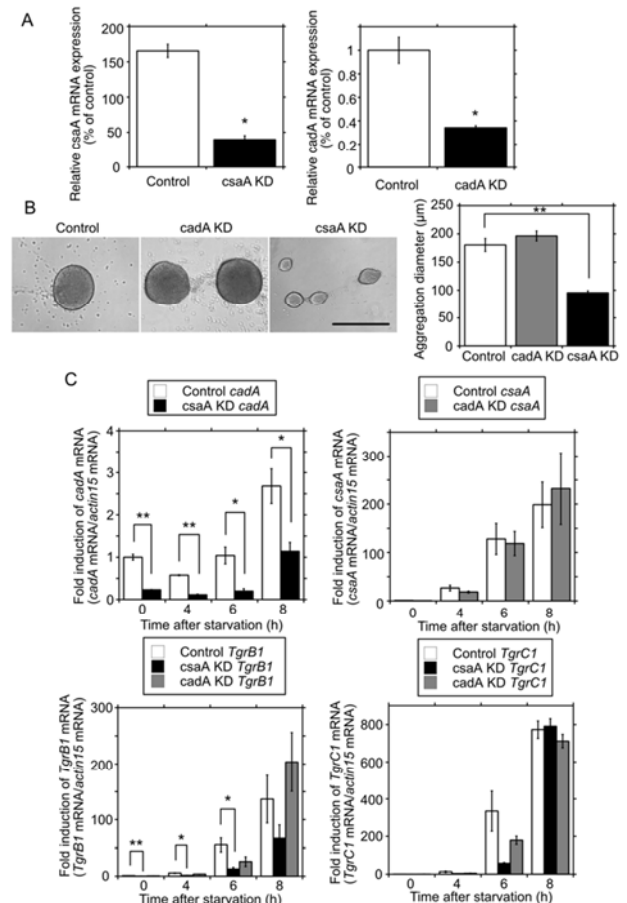 A
Relative csaA mRNA expression
(% of control)
200
150
100
50
0
*
Control
csaA KD
Relative cadA mRNA expression
(% of control)
1
0.8
0.6
0.4
0.2
0
*
Control
cadA KD
B
Control
cadA KD
csaA KD
Aggregation diameter (μm)
250
200
150
100
50
0
**
Control
cadA KD
csaA KD
C
Control cadA
csaA KD cadA
Fold induction of cadA mRNA
(cadA mRNA/actin15 mRNA)
4
3
2
1
0
**
**
*
*
0
4
6
8
Time after starvation (h)
Control csaA
cadA KD csaA
Fold induction of csaA mRNA
(csaA mRNA/actin15 mRNA)
300
200
100
0
0
4
6
8
Time after starvation (h)
Control TgrB1
csaA KD TgrB1
cadA KD TgrB1
Fold induction of TgrB1 mRNA
(TgrB1 mRNA/actin15 mRNA)
300
200
100
0
**
*
*
0
4
6
8
Time after starvation (h)
Control TgrC1
csaA KD TgrC1
cadA KD TgrC1
Fold induction of TgrC1 mRNA
(TgrC1 mRNA/actin15 mRNA)
800
600
400
200
0
0
4
6
8
Time after starvation (h)